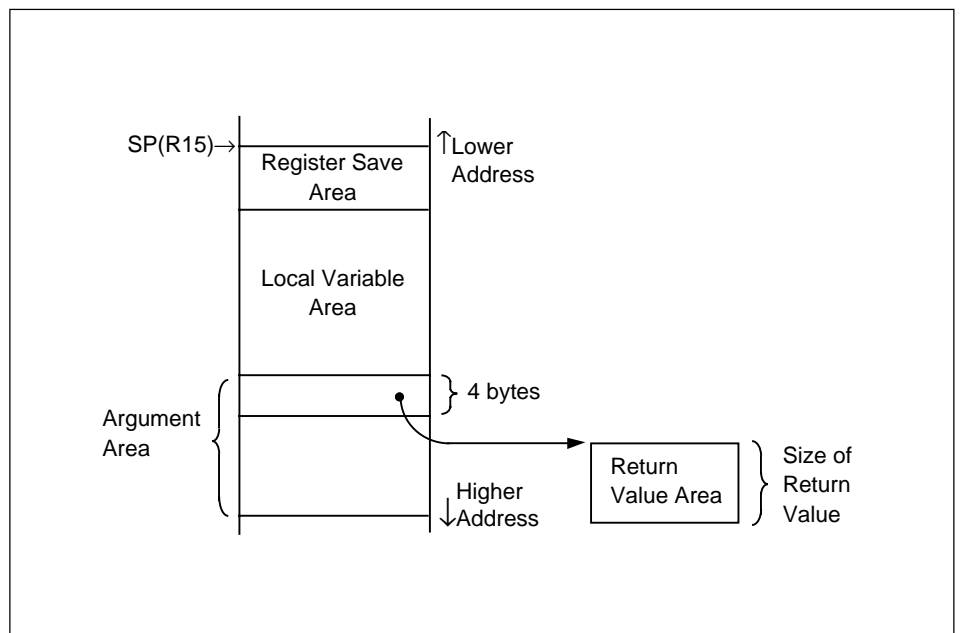 SP(R15)→
↑Lower
Address
Register Save
Area
Local Variable
Area
4 bytes
Argument
Area
Return
Value Area
Size of
Return
Value
Higher
↓Address